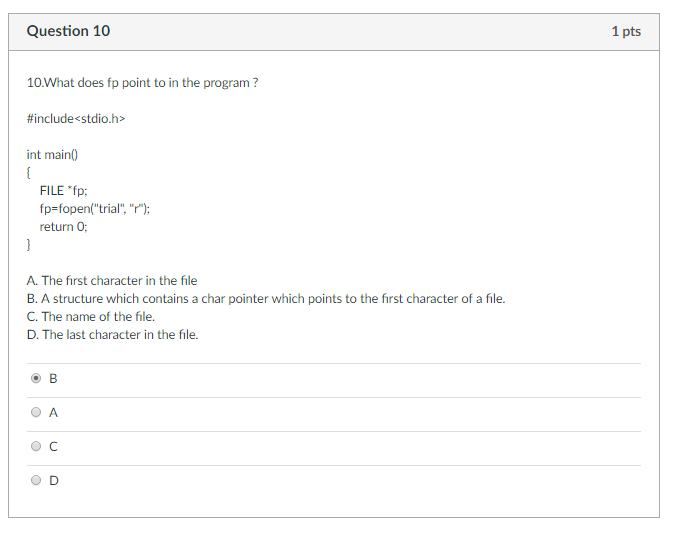 Question 10
1 pts
10.What does fp point to in the program ?
#include<stdio.h>
int main()
{
FILE *fp;
fp=fopen("trial", "r");
return 0;
}
A. The first character in the file
B. A structure which contains a char pointer which points to the first character of a file.
C. The name of the file.
D. The last character in the file.
B
A
C
D